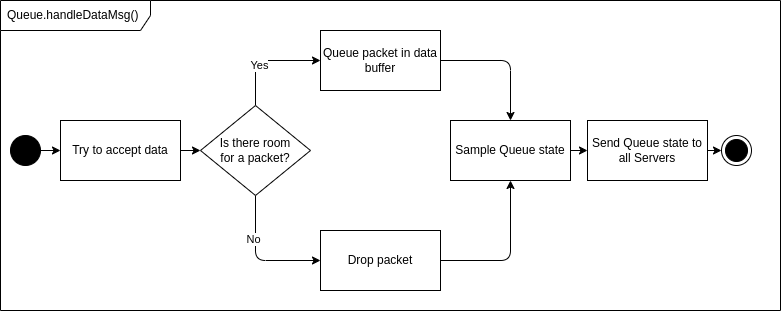 Queue.handleDataMsg()
Yes
Queue packet in data
buffer
Try to accept data
Is there room
for a packet?
Sample Queue state
Send Queue state to
all Servers
No
Drop packet